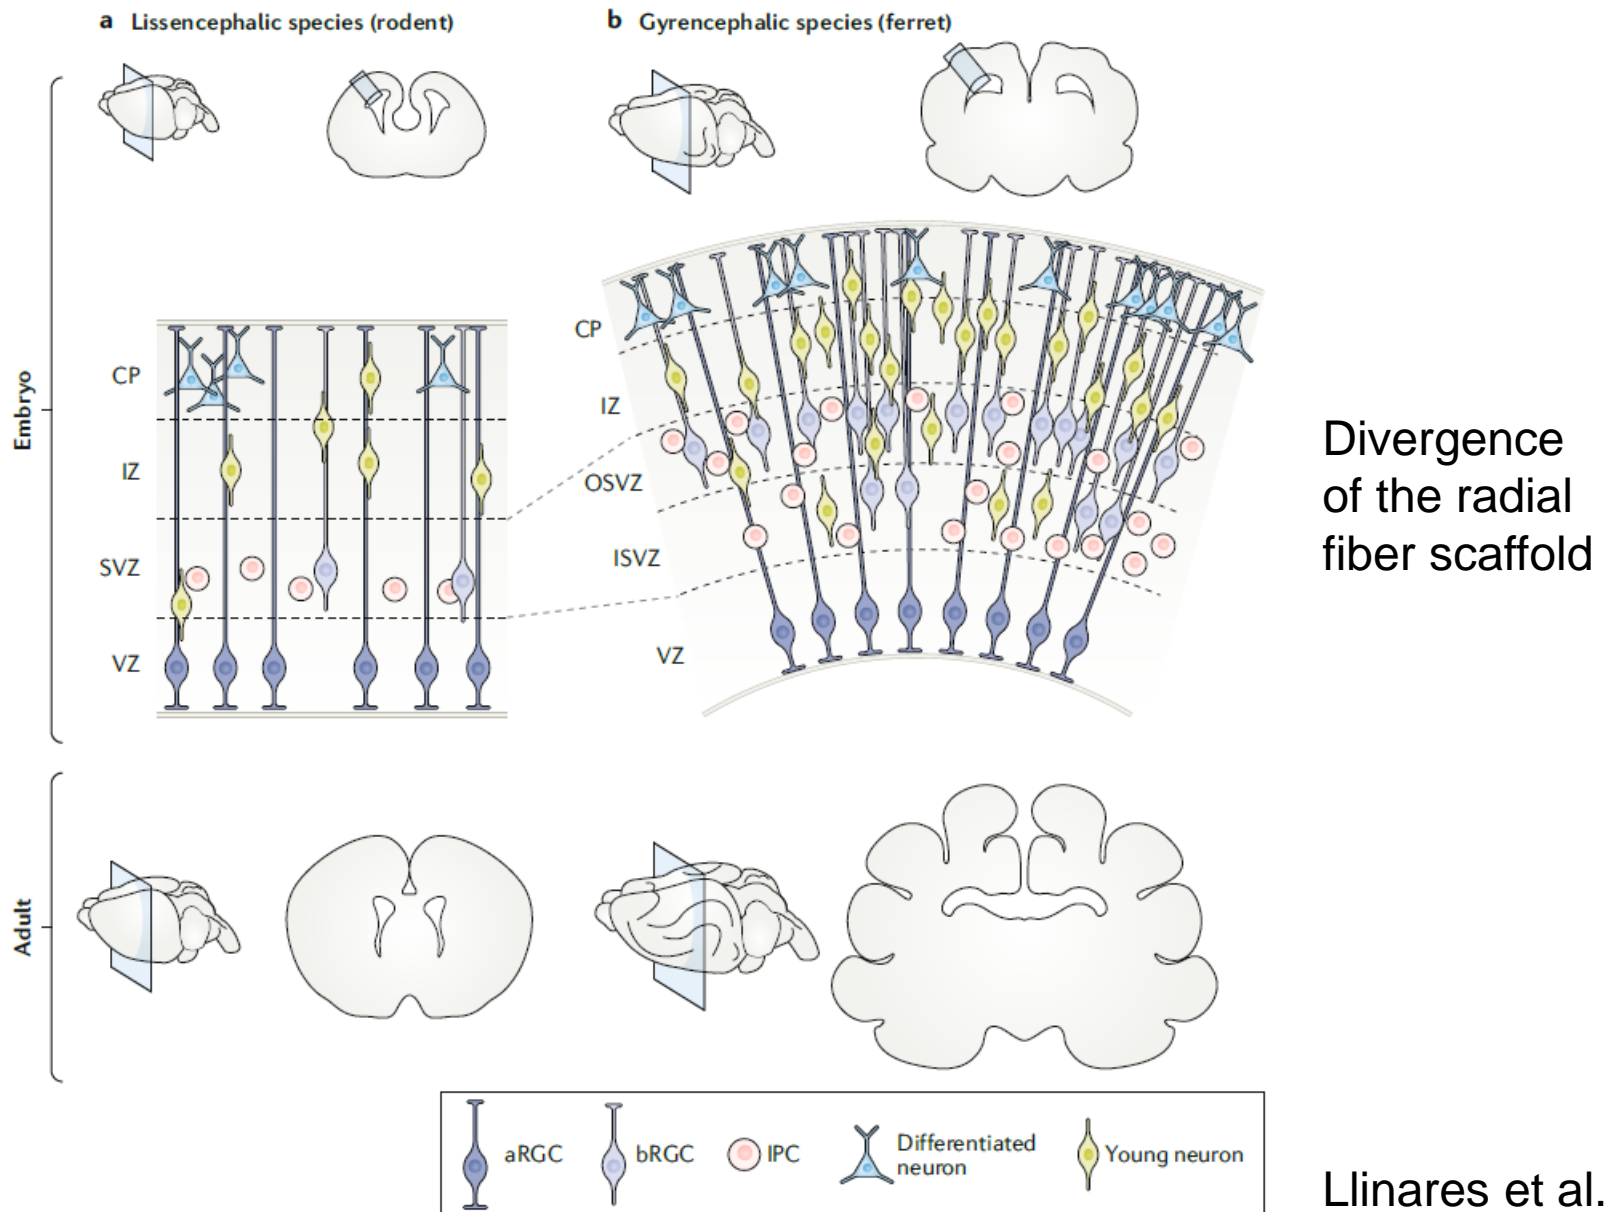 a Lissencephalic species (rodent)
b Gyrencephalic species (ferret)
Embryo
CP
IZ
SVZ
VZ
CP
IZ
OSVZ
ISVZ
VZ
Divergence
of the radial
fiber scaffold
Adult
aRGC
bRGC
IPC
Differentiated
neuron
Young neuron
Llinares et al.